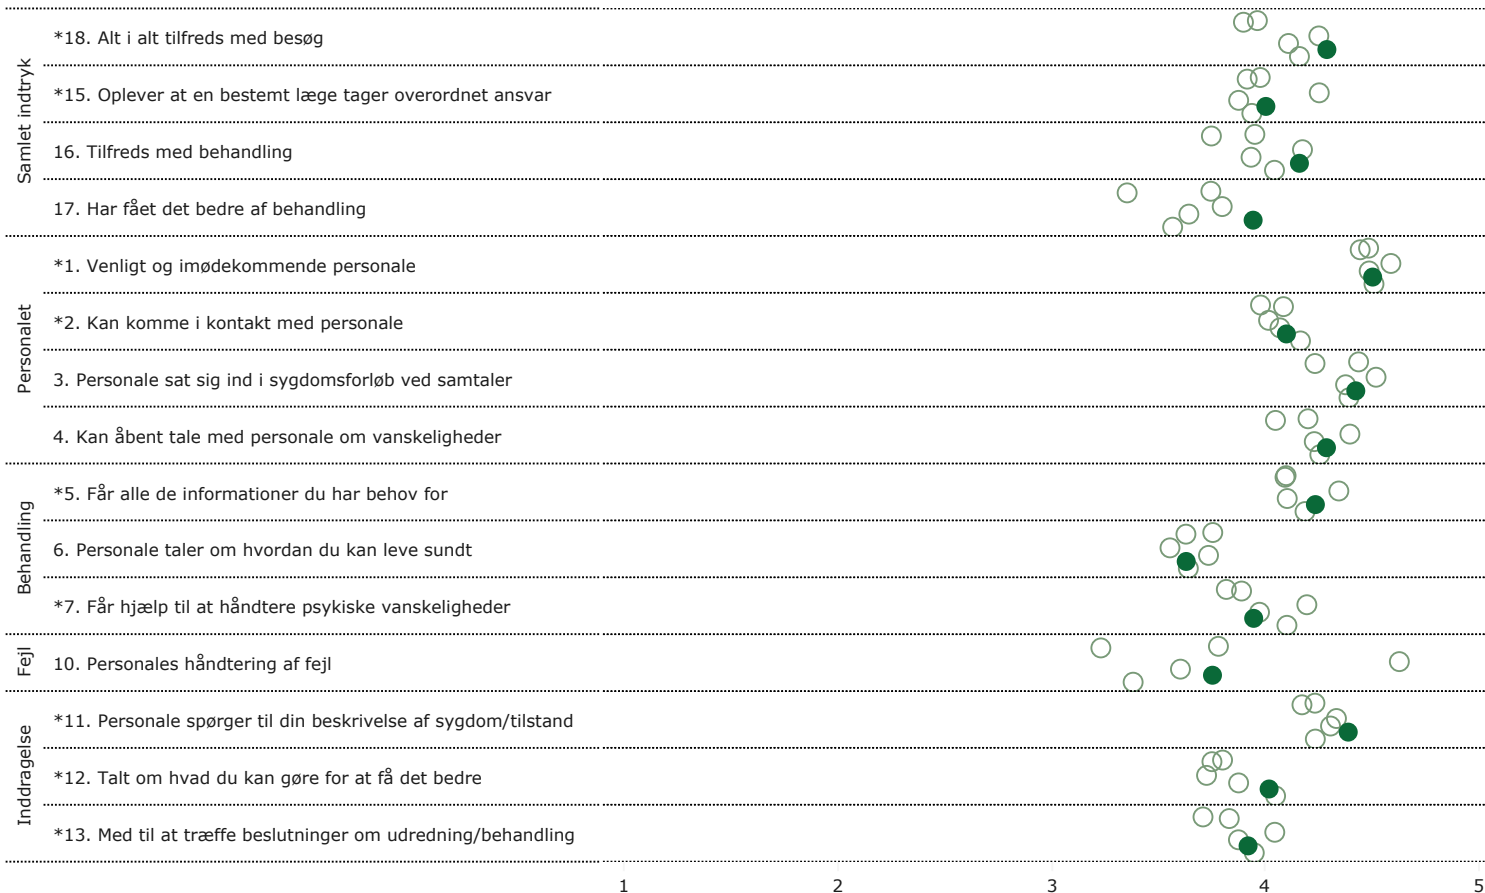 Samlet indtryk
*18. Alt i alt tilfreds med besøg
*15. Oplever at en bestemt læge tager overordnet ansvar
16. Tilfreds med behandling
17. Har fået det bedre af behandling
Personalet
*1. Venligt og imødekommende personale
*2. Kan komme i kontakt med personale
3. Personale sat sig ind i sygdomsforløb ved samtaler
4. Kan åbent tale med personale om vanskeligheder
Behandling
*5. Får alle de informationer du har behov for
6. Personale taler om hvordan du kan leve sundt
*7. Får hjælp til at håndtere psykiske vanskeligheder
Fejl
10. Personales håndtering af fejl
Inddragelse
*11. Personale spørger til din beskrivelse af sygdom/tilstand
*12. Talt om hvad du kan gøre for at få det bedre
*13. Med til at træffe beslutninger om udredning/behandling
1 2 3 4 5